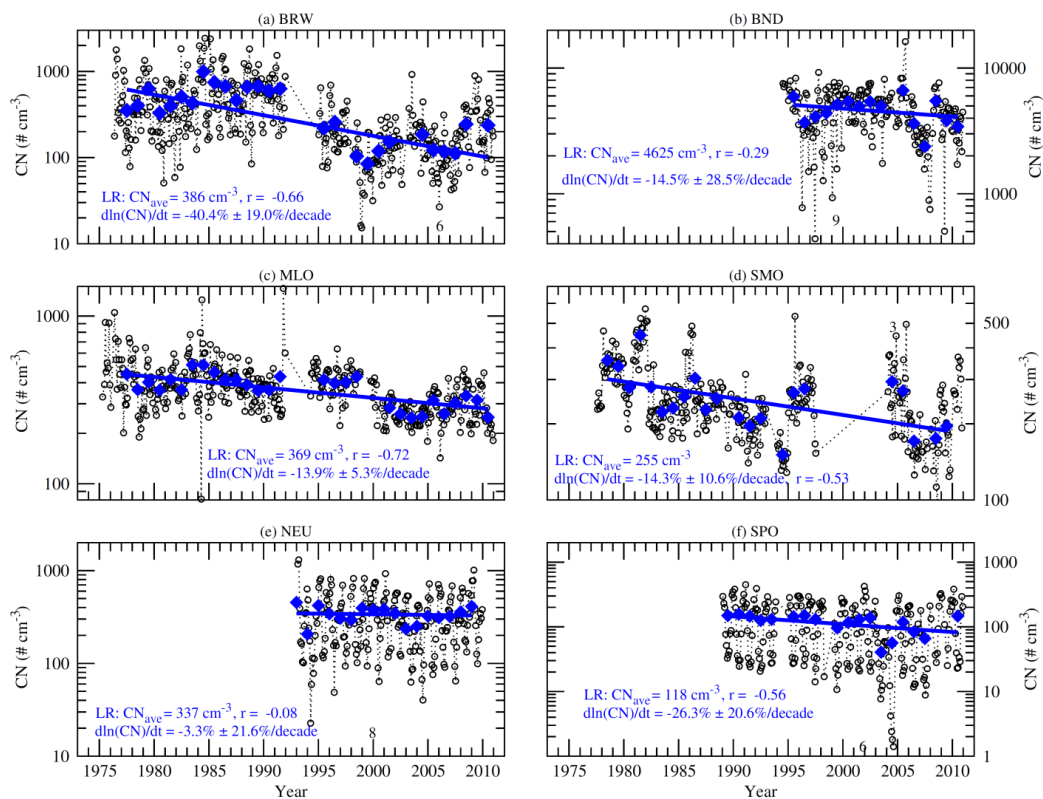 (a) BRW
(b) BND
1000
100
10
CN (# cm-3)
LR: CNave = 386 cm-3, r = -0.66
dln(CN)/dt = -40.4% ± 19.0%/decade
6
10000
1000
CN (# cm-3)
LR: CNave = 4625 cm-3, r = -0.29
dln(CN)/dt = -14.5% ± 28.5%/decade
9
(c) MLO
(d) SMO
1000
100
CN (# cm-3)
LR: CNave = 369 cm-3, r = -0.72
dln(CN)/dt = -13.9% ± 5.3%/decade
3
500
100
CN (# cm-3)
LR: CNave = 255 cm-3
dln(CN)/dt = -14.3% ± 10.6%/decade, r = -0.53
(e) NEU
(f) SPO
1000
100
10
CN (# cm-3)
LR: CNave = 337 cm-3, r = -0.08
dln(CN)/dt = -3.3% ± 21.6%/decade
8
1000
100
10
1
CN (# cm-3)
LR: CNave = 118 cm-3, r = -0.56
dln(CN)/dt = -26.3% ± 20.6%/decade
6
1975 1980 1985 1990 1995 2000 2005 2010
Year
1975 1980 1985 1990 1995 2000 2005 2010
Year